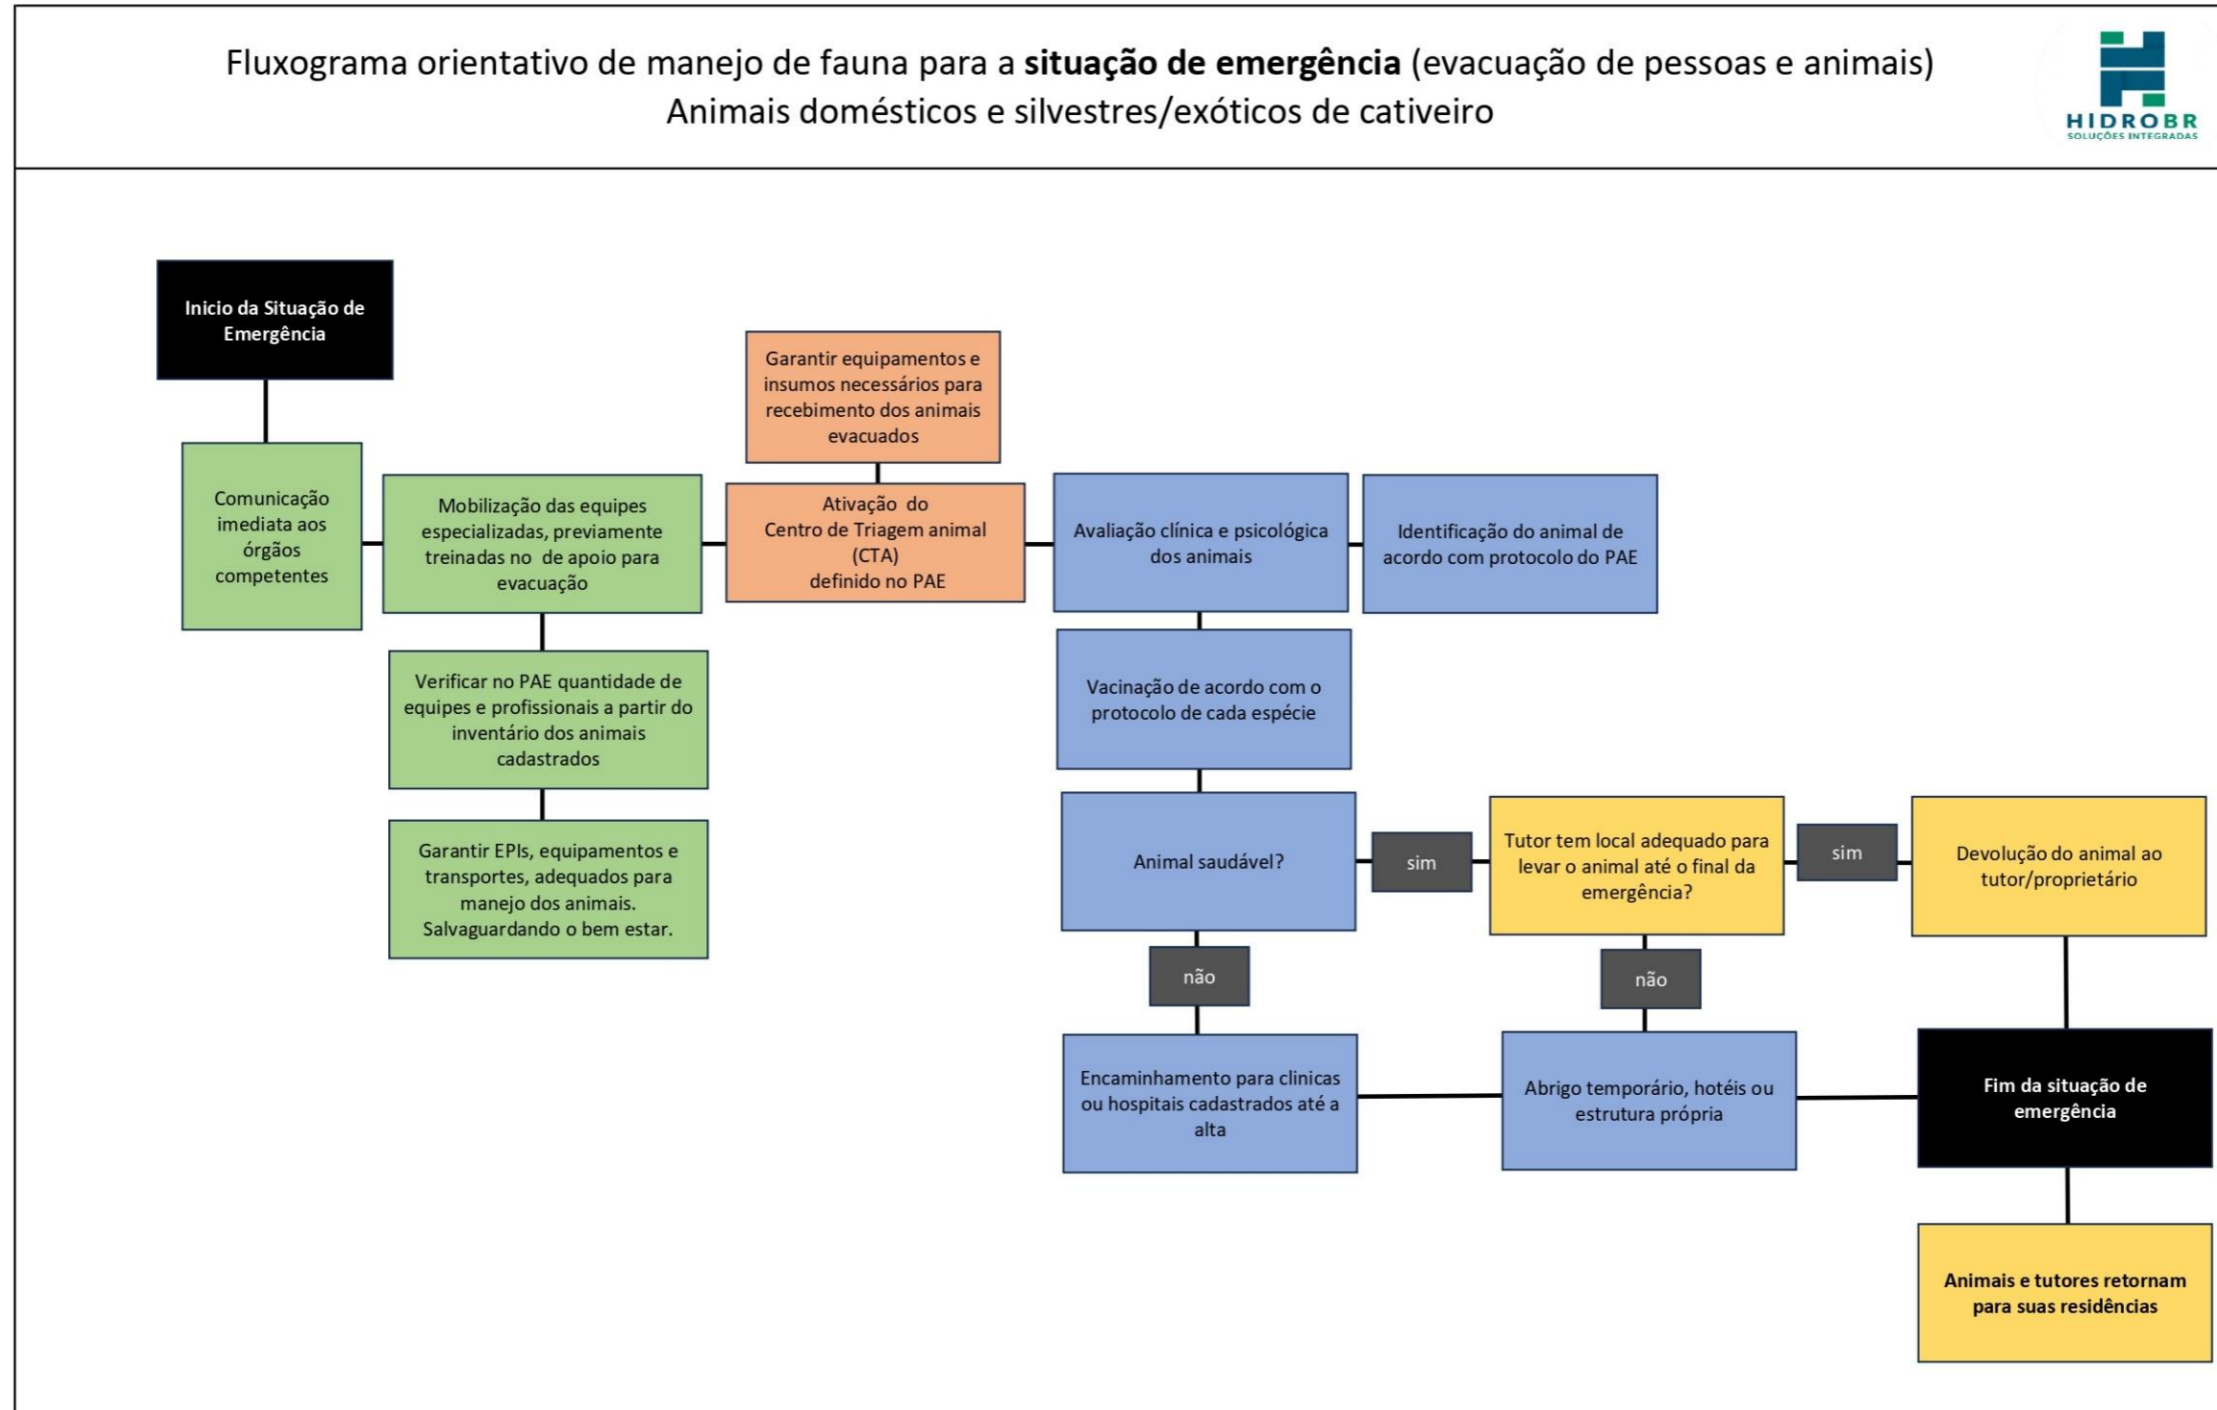 Fluxograma orientativo de manejo de fauna para a situação de emergência (evacuação de pessoas e animais)
Animais domésticos e silvestres/exóticos de cativeiro
HIDROBR
SOLUÇÕES INTEGRADAS
Inicio da Situação de
Emergência
Comunicação
imediata aos
órgãos
competentes
Mobilização das equipes
especializadas, previamente
treinadas no  de apoio para
evacuação
Verificar no PAE quantidade de
equipes e profissionais a partir do
inventário dos animais
cadastrados
Garantir EPIs, equipamentos e
transportes, adequados para
manejo dos animais.
Salvaguardando o bem estar.
Garantir equipamentos e
insumos necessários para
recebimento dos animais
evacuados
Ativação  do
Centro de Triagem animal
(CTA)
definido no PAE
Avaliação clínica e psicológica
dos animais
Identificação do animal de
acordo com protocolo do PAE
Vacinação de acordo com o
protocolo de cada espécie
Animal saudável?
sim
Tutor tem local adequado para
levar o animal até o final da
emergência?
sim
Devolução do animal ao
tutor/proprietário
não
não
Encaminhamento para clinicas
ou hospitais cadastrados até a
alta
Abrigo temporário, hotéis ou
estrutura própria
Fim da situação de
emergência
Animais e tutores retornam
para suas residências